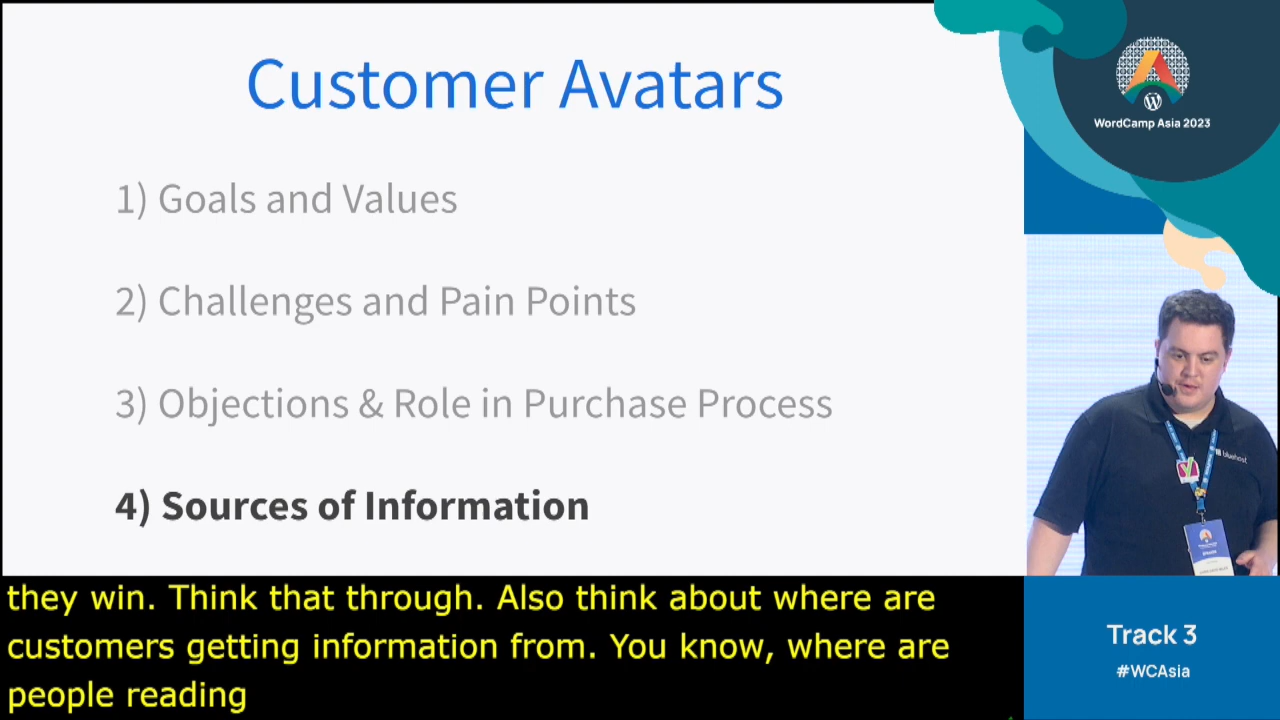 Customer Avatars
1) Goals and Values
2) Challenges and Pain Points
3) Objections & Role in Purchase Process
4) Sources of Information
they win. Think that through. Also think about where are
customers getting information from. You know, where are
people reading
WordCamp Asia 2023
bluehost
Track 3
#WCAsia